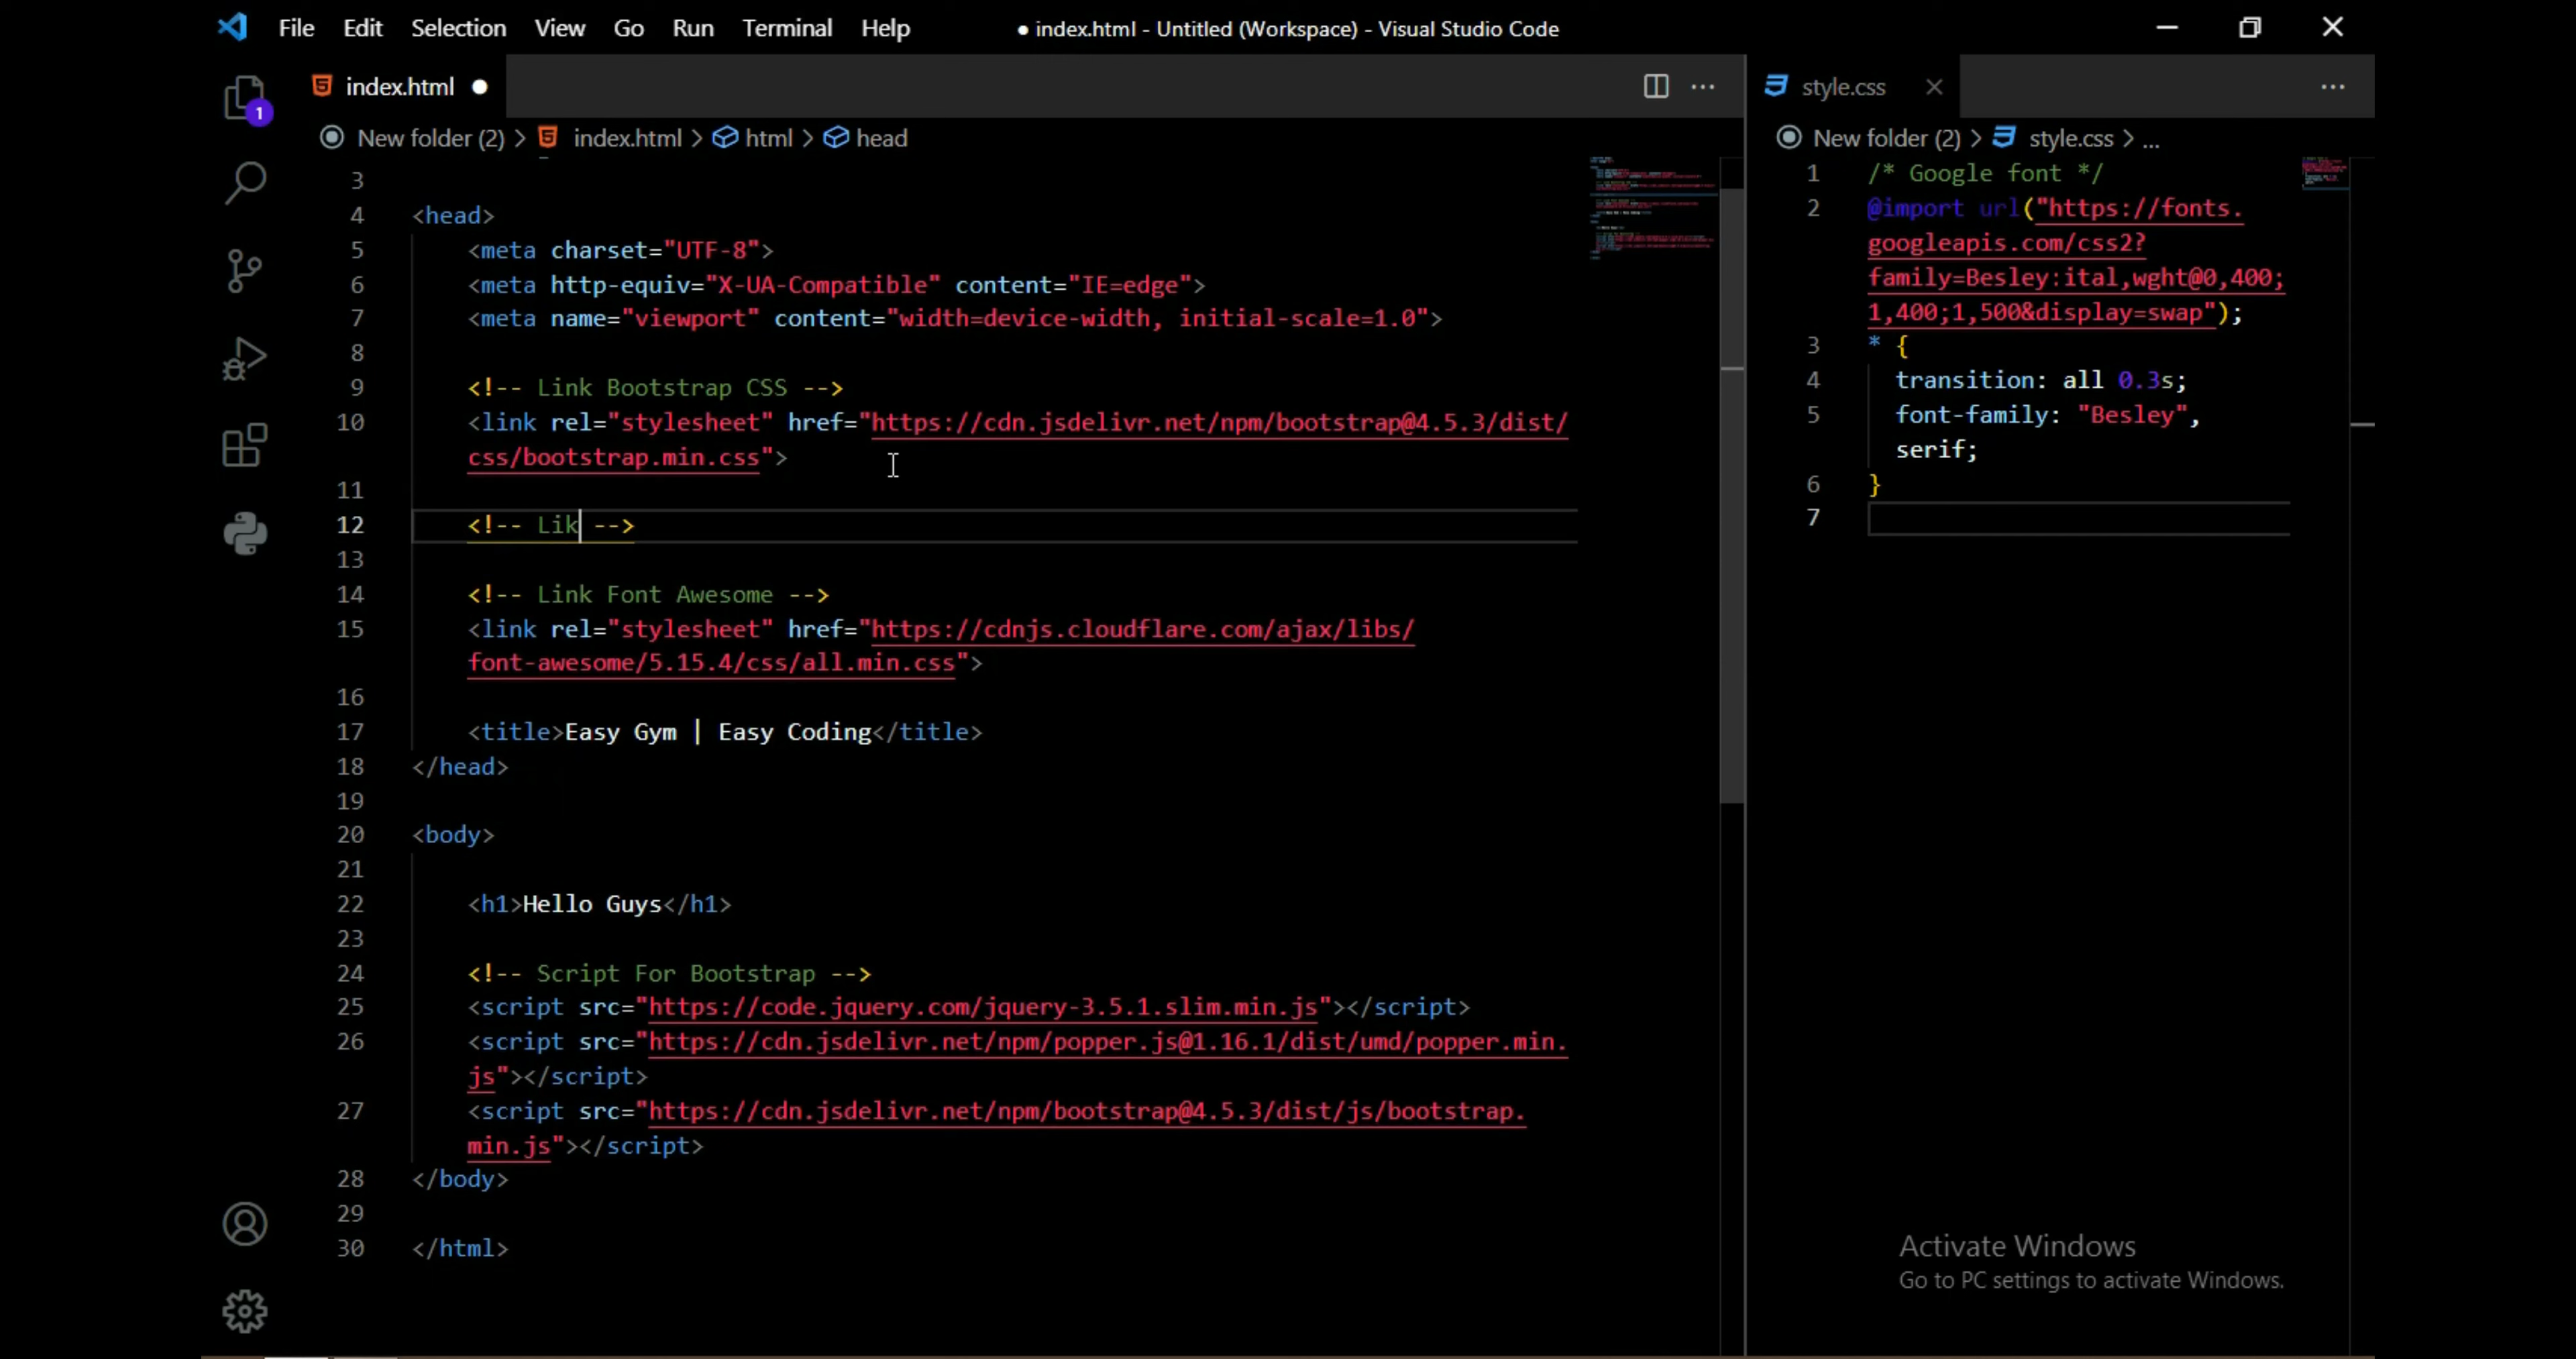 File Edit Selection View Go Run Terminal Help
● index.html - Untitled (Workspace) - Visual Studio Code
index.html ●
New folder (2) > index.html > html > head
1
3
4 <head>
5 <meta charset="UTF-8">
6 <meta http-equiv="X-UA-Compatible" content="IE=edge">
7 <meta name="viewport" content="width=device-width, initial-scale=1.0">
8
9 <!-- Link Bootstrap CSS -->
10 <link rel="stylesheet" href="https://cdn.jsdelivr.net/npm/bootstrap@4.5.3/dist/
css/bootstrap.min.css">
11
12 <!-- Lik -->
13
14 <!-- Link Font Awesome -->
15 <link rel="stylesheet" href="https://cdnjs.cloudflare.com/ajax/libs/
font-awesome/5.15.4/css/all.min.css">
16
17 <title>Easy Gym | Easy Coding</title>
18 </head>
19
20 <body>
21
22 <h1>Hello Guys</h1>
23
24 <!-- Script For Bootstrap -->
25 <script src="https://code.jquery.com/jquery-3.5.1.slim.min.js"></script>
26 <script src="https://cdn.jsdelivr.net/npm/popper.js@1.16.1/dist/umd/popper.min.
js"></script>
27 <script src="https://cdn.jsdelivr.net/npm/bootstrap@4.5.3/dist/js/bootstrap.
min.js"></script>
28 </body>
29
30 </html>
style.css
New folder (2) > style.css > ...
1 /* Google font */
2 @import url("https://fonts.
googleapis.com/css2?
family=Besley:ital,wght@0,400;
1,400;1,500&display=swap");
3 * {
4 transition: all 0.3s;
5 font-family: "Besley",
serif;
6 }
7
Activate Windows
Go to PC settings to activate Windows.